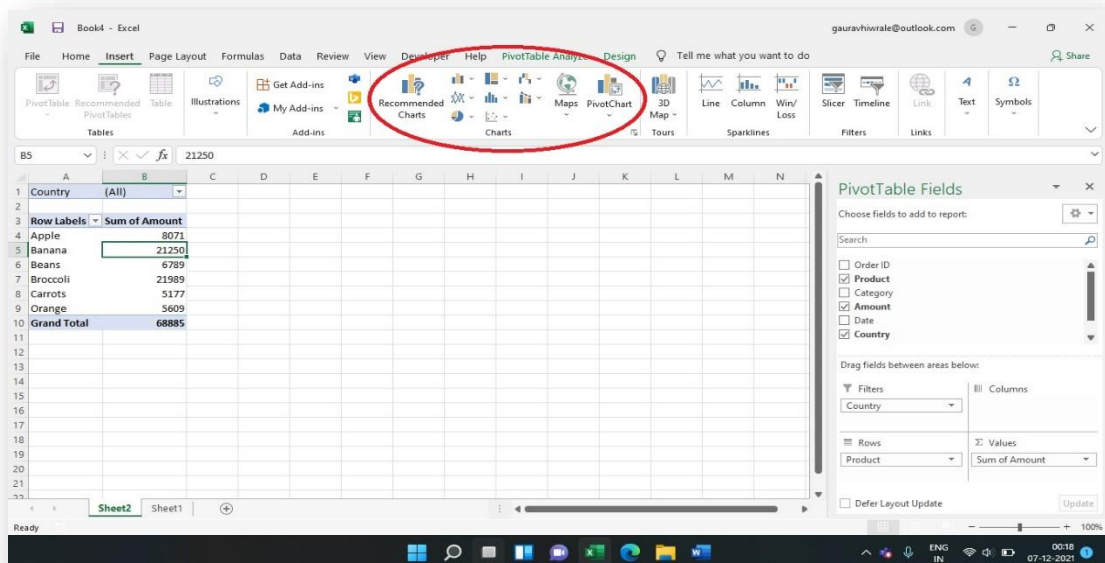 Book4 - Excel
gauravhiwrale@outlook.com G
File Home Insert Page Layout Formulas Data Review View Developer Help PivotTable Analyze Design Tell me what you want to do Share
PivotTable Recommended PivotTables Table
Illustrations
Get Add-ins
My Add-ins
Recommended Charts
Maps PivotChart
3D Map
Line Column Win/Loss
Slicer Timeline
Link
Text Symbols
Tables Add-ins Charts Tours Sparklines Filters Links
B5 fx 21250
A B C D E F G H I J K L M N
1 Country (All)
2
3 Row Labels Sum of Amount
4 Apple 8071
5 Banana 21250
6 Beans 6789
7 Broccoli 21989
8 Carrots 5177
9 Orange 5609
10 Grand Total 68885
11
12
13
14
15
16
17
18
19
20
21
22
PivotTable Fields
Choose fields to add to report:
Search
Order ID
Product
Category
Amount
Date
Country
Drag fields between areas below:
Filters Columns
Country
Rows Σ Values
Product Sum of Amount
Defer Layout Update Update
Sheet2 Sheet1
Ready 100%
ENG 00:18
IN 07-12-2021 1